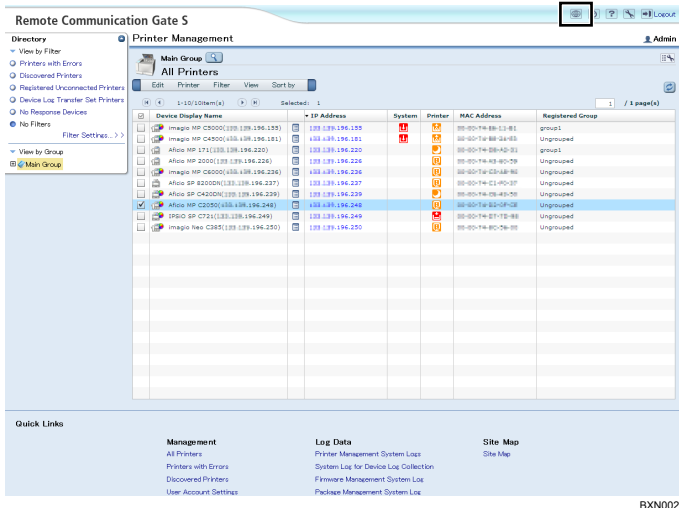 Remote Communication Gate S
? Logout
Directory
Printer Management
Admin
View by Filter
Printers with Errors
Discovered Printers
Registered Unconnected Printers
Device Log Transfer Set Printers
No Response Devices
No Filters
Filter Settings...>>
View by Group
Main Group
Main Group
All Printers
Edit Printer Filter View Sort by
1-10/10item(s) Selected: 1 1 / 1 page(s)
Device Display Name IP Address System Printer MAC Address Registered Group
imagio MP C5000( .196.155) .196.155 group1
imagio MP C4500( .196.181) .196.181 Ungrouped
Aficio MP 171( .196.220) .196.220 group1
Aficio MP 2000( .196.226) .196.226 Ungrouped
imagio MP C6000( .196.236) .196.236 Ungrouped
Aficio SP 8200DN( .196.237) .196.237 Ungrouped
Aficio SP C420DN( .196.239) .196.239 Ungrouped
Aficio MP C2050( .196.248) .196.248 Ungrouped
IPSiO SP C721( .196.249) .196.249 Ungrouped
imagio Neo C385( .196.250) .196.250 Ungrouped
Quick Links
Management Log Data Site Map
All Printers Printer Management System Logs Site Map
Printers with Errors System Log for Device Log Collection
Discovered Printers Firmware Management System Log
User Account Settings Package Management System Log
BXN002